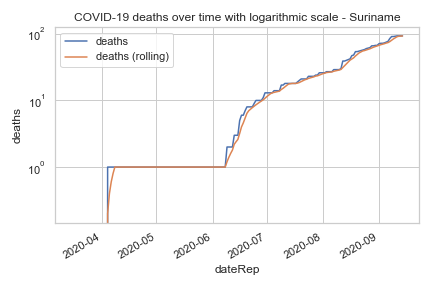 COVID-19 deaths over time with logarithmic scale - Suriname
deaths
deaths (rolling)
10²
10¹
10⁰
deaths
2020-04
2020-05
2020-06
2020-07
2020-08
2020-09
dateRep